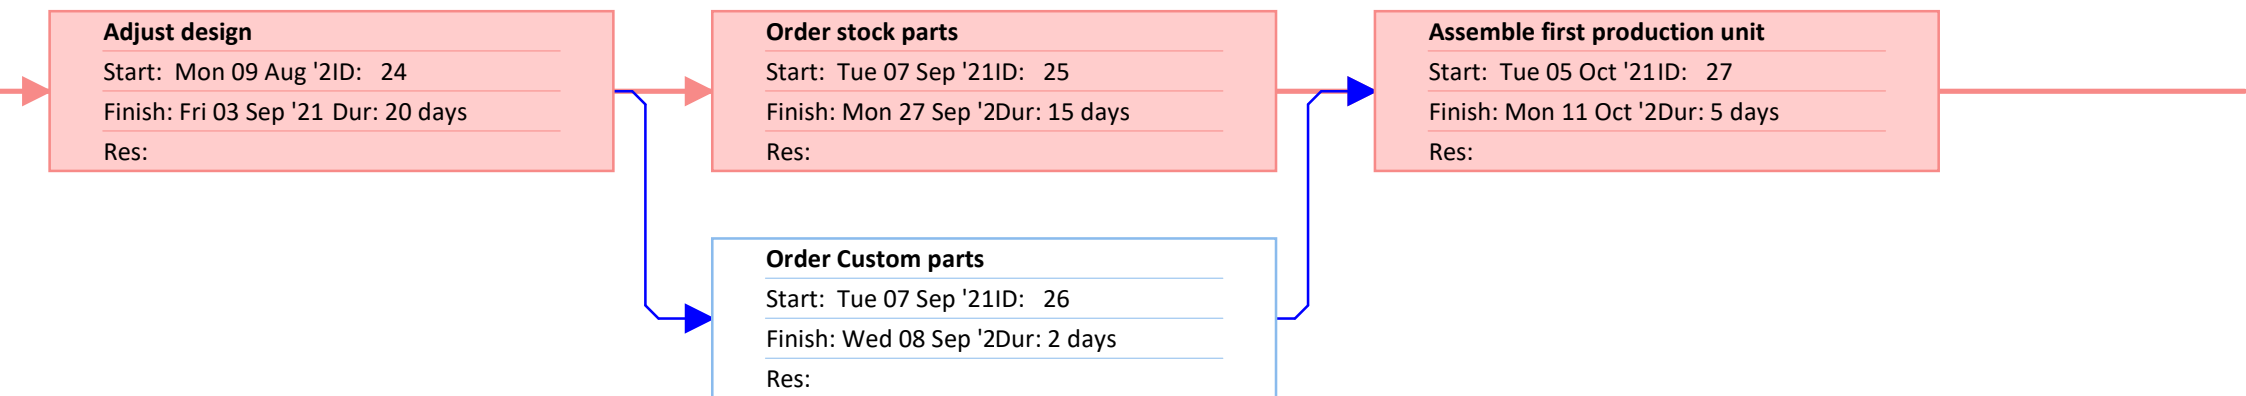 Adjust design
Start: Mon 09 Aug '2ID: 24
Finish: Fri 03 Sep '21 Dur: 20 days
Res:
Order stock parts
Start: Tue 07 Sep '21ID: 25
Finish: Mon 27 Sep '2Dur: 15 days
Res:
Assemble first production unit
Start: Tue 05 Oct '21ID: 27
Finish: Mon 11 Oct '2Dur: 5 days
Res:
Order Custom parts
Start: Tue 07 Sep '21ID: 26
Finish: Wed 08 Sep '2Dur: 2 days
Res: